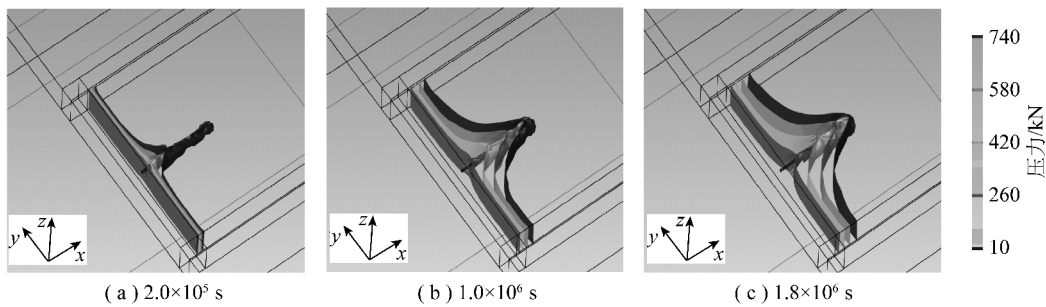 z
y
x
z
y
x
z
y
x
740
580
420
260
10
压力/kN
( a ) 2.0×10⁵ s
( b ) 1.0×10⁶ s
( c ) 1.8×10⁶ s